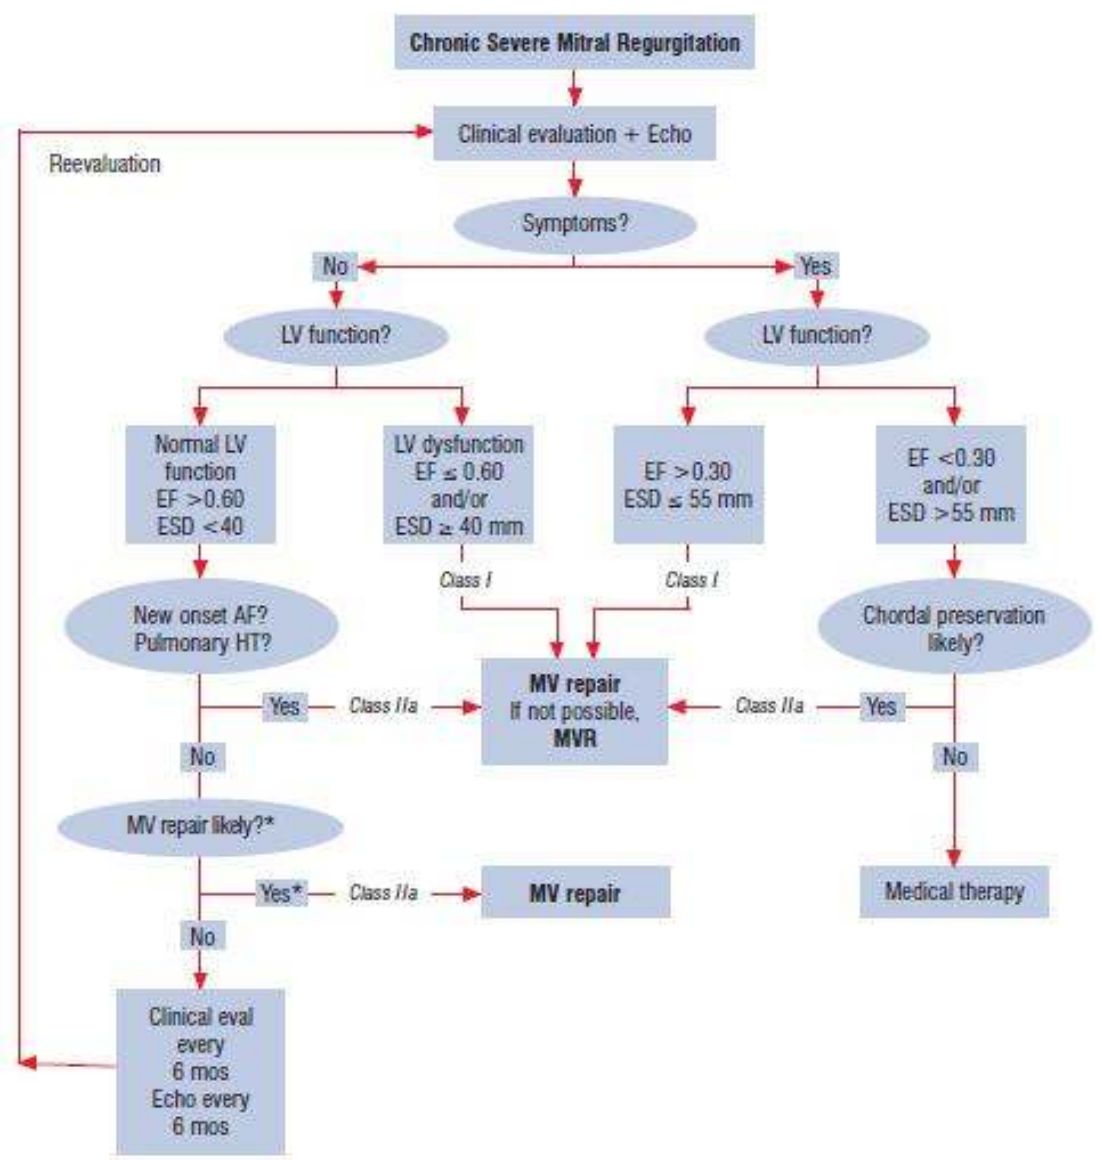 Chronic Severe Mitral Regurgitation
Clinical evaluation + Echo
Reevaluation
Symptoms?
No
Yes
LV function?
LV function?
Normal LV
function
EF >0.60
ESD <40
LV dysfunction
EF ≤ 0.60
and/or
ESD ≥ 40 mm
EF >0.30
ESD ≤ 55 mm
EF <0.30
and/or
ESD >55 mm
Class I
Class I
New onset AF?
Pulmonary HT?
Chordal preservation
likely?
MV repair
If not possible,
MVR
Yes
Class IIa
Class IIa
Yes
No
No
MV repair likely?*
Yes*
Class IIa
MV repair
Medical therapy
No
Clinical eval
every
6 mos
Echo every
6 mos